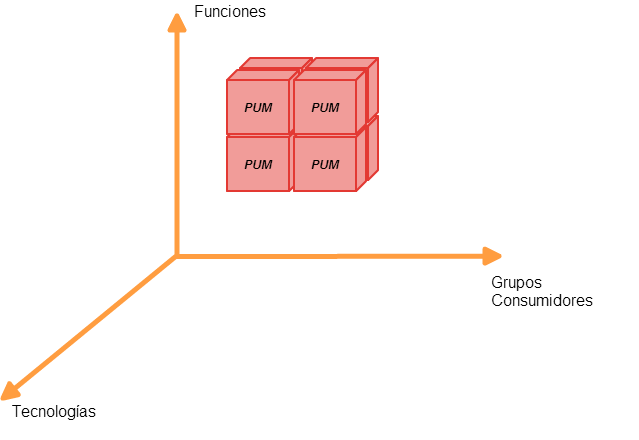 Funciones
PUM PUM
PUM PUM
Grupos
Consumidores
Tecnologías